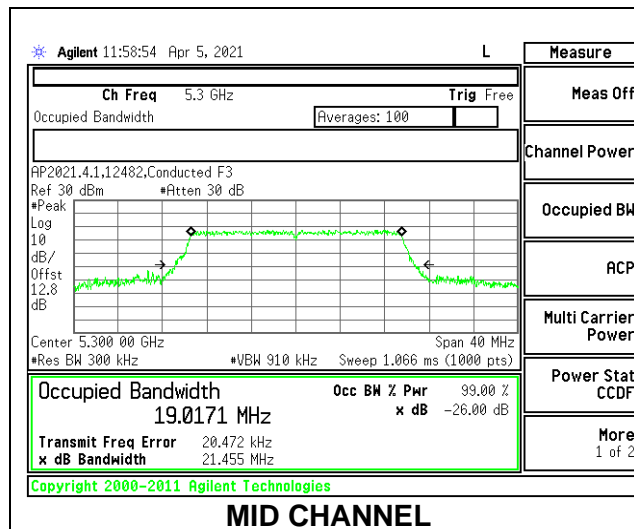 Agilent 11:58:54 Apr 5, 2021 L
Measure
Ch Freq 5.3 GHz Trig Free
Meas Off
Occupied Bandwidth Averages: 100
Channel Power
AP2021.4.1,12482,Conducted F3
Ref 30 dBm #Atten 30 dB
#Peak
Log
10
dB/
Offst
12.8
dB
Occupied BW
ACP
Center 5.300 00 GHz Span 40 MHz
#Res BW 300 kHz #VBW 910 kHz Sweep 1.066 ms (1000 pts)
Multi Carrier
Power
Occupied Bandwidth Occ BW % Pwr 99.00 %
19.0171 MHz x dB -26.00 dB
Power Stat
CCDF
Transmit Freq Error 20.472 kHz
x dB Bandwidth 21.455 MHz
More
1 of 2
Copyright 2000-2011 Agilent Technologies
MID CHANNEL